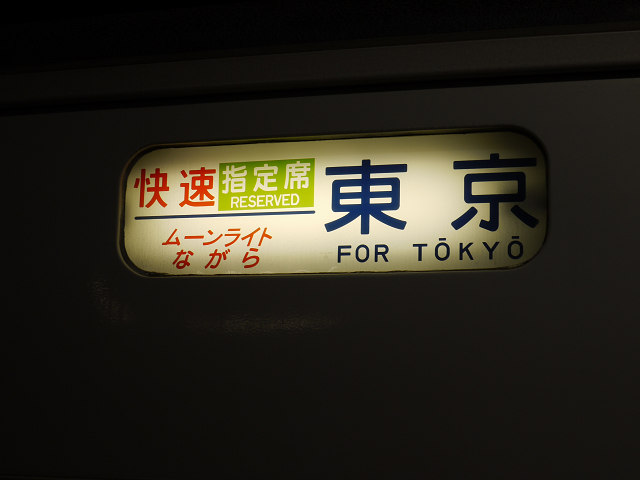 快速 指定席
RESERVED
ムーンライト
ながら
東京
FOR TŌKYŌ